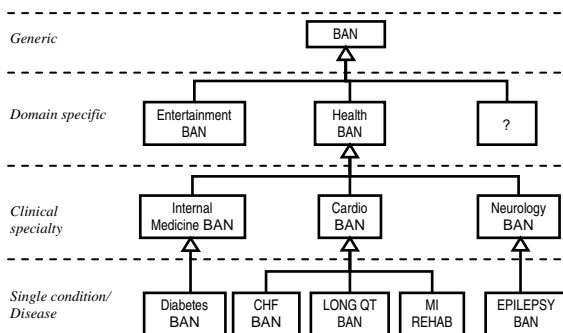 Generic
BAN
Domain specific
Entertainment
BAN
Health
BAN
?
Clinical
specialty
Internal
Medicine BAN
Cardio
BAN
Neurology
BAN
Single condition/
Disease
Diabetes
BAN
CHF
BAN
LONG QT
BAN
MI
REHAB
EPILEPSY
BAN